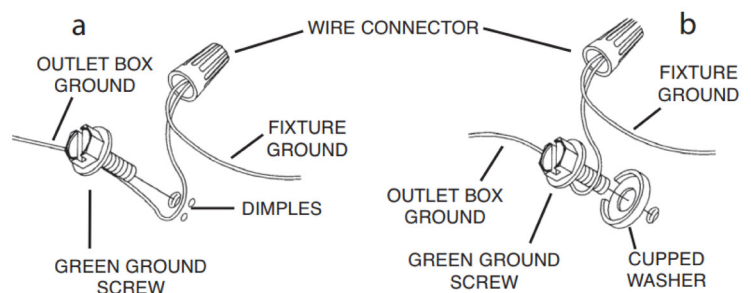 a
WIRE CONNECTOR
b
OUTLET BOX
GROUND
FIXTURE
GROUND
DIMPLES
GREEN GROUND
SCREW
FIXTURE
GROUND
OUTLET BOX
GROUND
GREEN GROUND
SCREW
CUPPED
WASHER